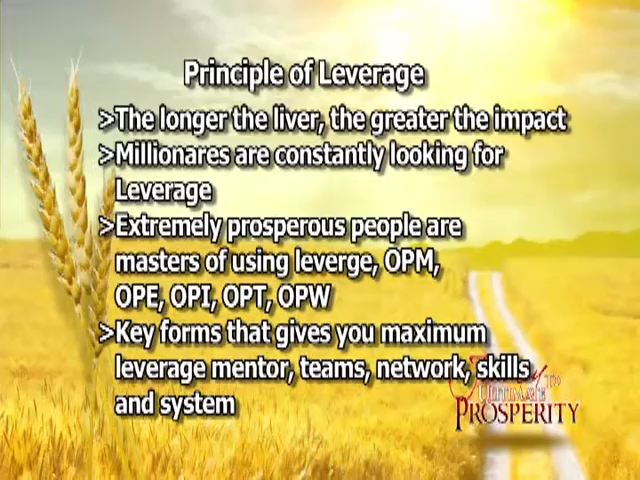 Principle of Leverage
>The longer the liver, the greater the impact
>Millionares are constantly looking for
Leverage
>Extremely prosperous people are
masters of using leverge, OPM,
OPE, OPI, OPT, OPW
>Key forms that gives you maximum
leverage mentor, teams, network, skills
and system
TO
ULTIMATE
PROSPERITY